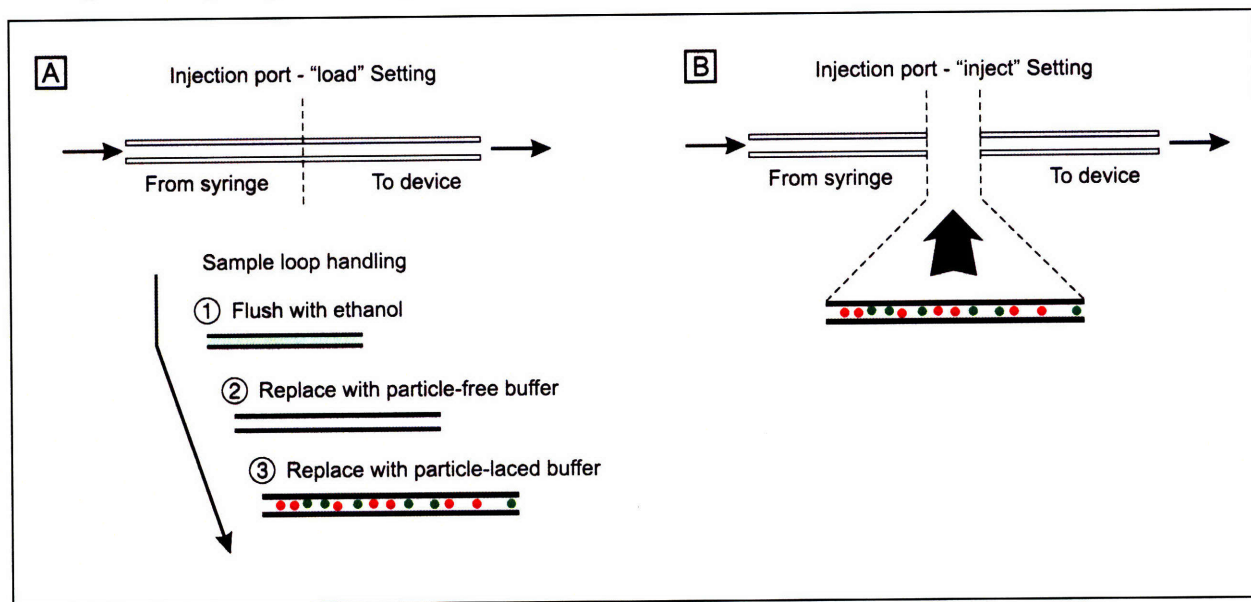 A
Injection port - “load” Setting
From syringe
To device
Sample loop handling
1 Flush with ethanol
2 Replace with particle-free buffer
3 Replace with particle-laced buffer
B
Injection port - “inject” Setting
From syringe
To device